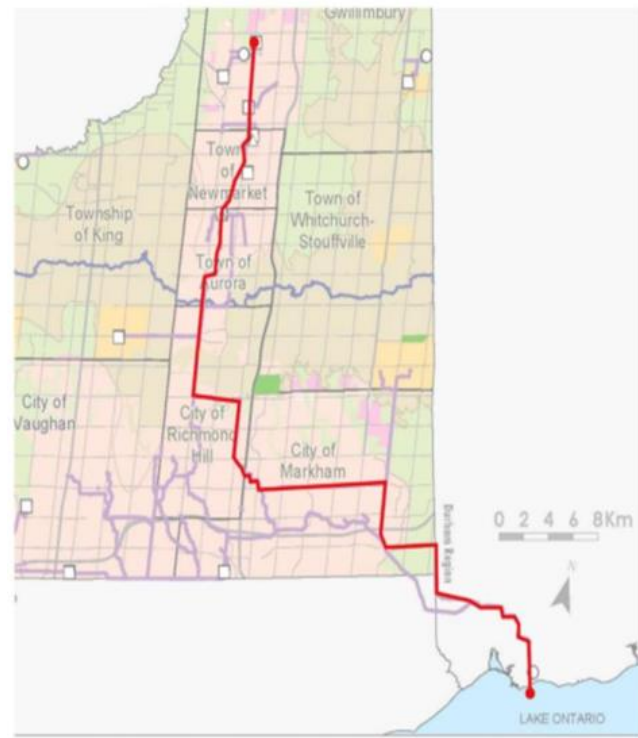 Gwillimbury
Town
of
Newmarket
Township
of King
Town of
Whitchurch-
Stouffville
Town of
Aurora
City of
Vaughan
City of
Richmond
Hill
City of
Markham
Durham Region
0 2 4 6 8Km
N
LAKE ONTARIO